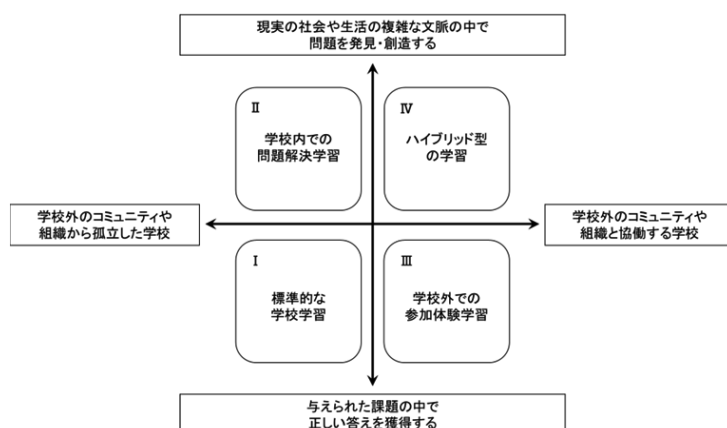 現実の社会や生活の複雑な文脈の中で
問題を発見・創造する
Ⅱ
学校内での
問題解決学習
Ⅳ
ハイブリッド型
の学習
学校外のコミュニティや
組織から孤立した学校
学校外のコミュニティや
組織と協働する学校
Ⅰ
標準的な
学校学習
Ⅲ
学校外での
参加体験学習
与えられた課題の中で
正しい答えを獲得する